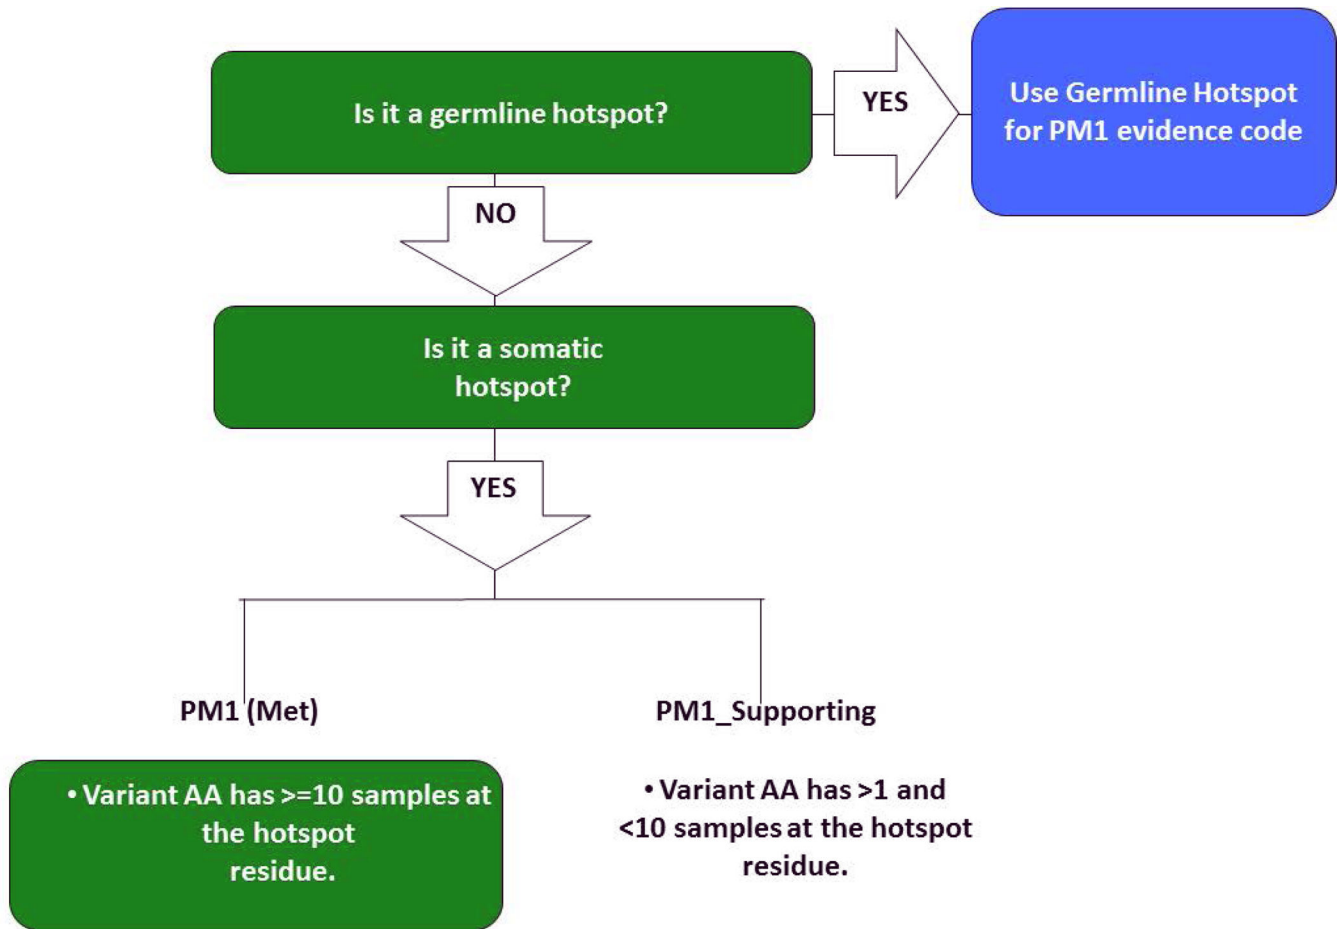 Is it a germline hotspot?
YES
Use Germline Hotspot
for PM1 evidence code
NO
Is it a somatic
hotspot?
YES
PM1 (Met)
PM1_Supporting
• Variant AA has >=10 samples at
the hotspot
residue.
• Variant AA has >1 and
<10 samples at the hotspot
residue.